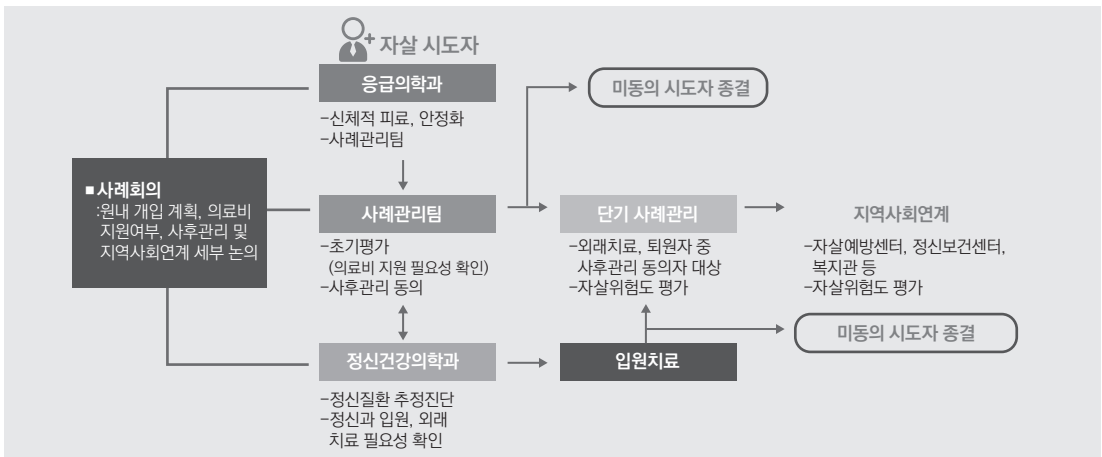 자살 시도자
응급의학과
-신체적 피료, 안정화
-사례관리팀
미동의 시도자 종결
■사례회의
:원내 개입 계획, 의료비
지원여부, 사후관리 및
지역사회연계 세부 논의
사례관리팀
-초기평가
(의료비 지원 필요성 확인)
-사후관리 동의
단기 사례관리
-외래치료, 퇴원자 중
사후관리 동의자 대상
-자살위험도 평가
지역사회연계
-자살예방센터, 정신보건센터,
복지관 등
-자살위험도 평가
미동의 시도자 종결
정신건강의학과
-정신질환 추정진단
-정신과 입원, 외래
치료 필요성 확인
입원치료